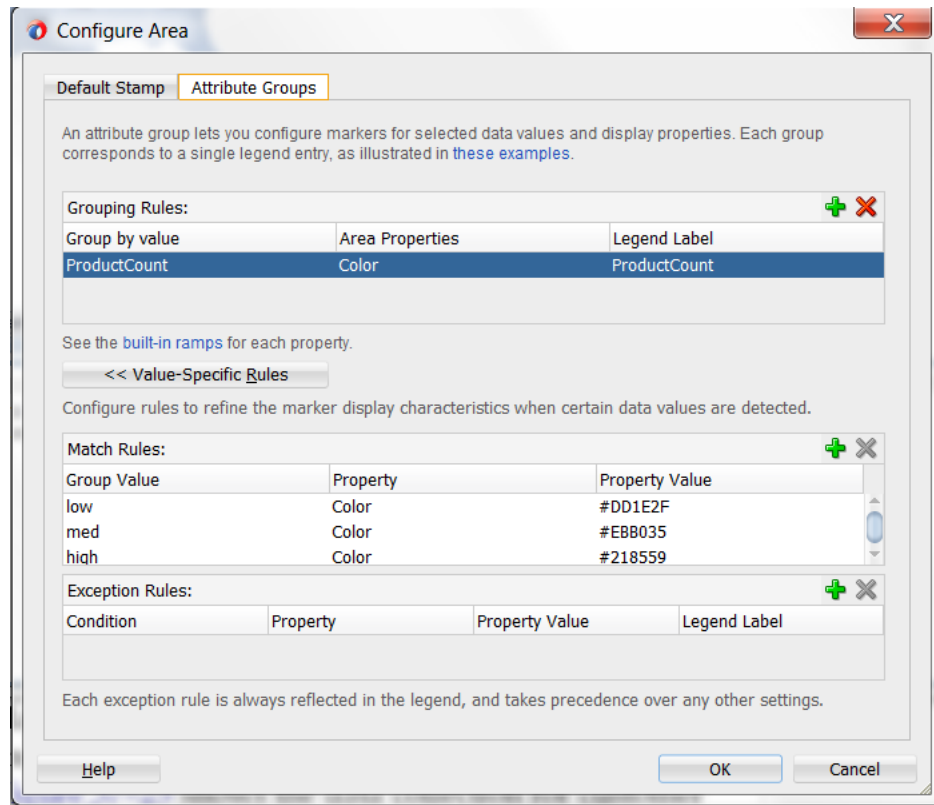 Configure Area
Default Stamp Attribute Groups
An attribute group lets you configure markers for selected data values and display properties. Each group
corresponds to a single legend entry, as illustrated in these examples.
Grouping Rules:
Group by value Area Properties Legend Label
ProductCount Color ProductCount
See the built-in ramps for each property.
<< Value-Specific Rules
Configure rules to refine the marker display characteristics when certain data values are detected.
Match Rules:
Group Value Property Property Value
low Color #DD1E2F
med Color #EBB035
high Color #218559
Exception Rules:
Condition Property Property Value Legend Label
Each exception rule is always reflected in the legend, and takes precedence over any other settings.
Help OK Cancel